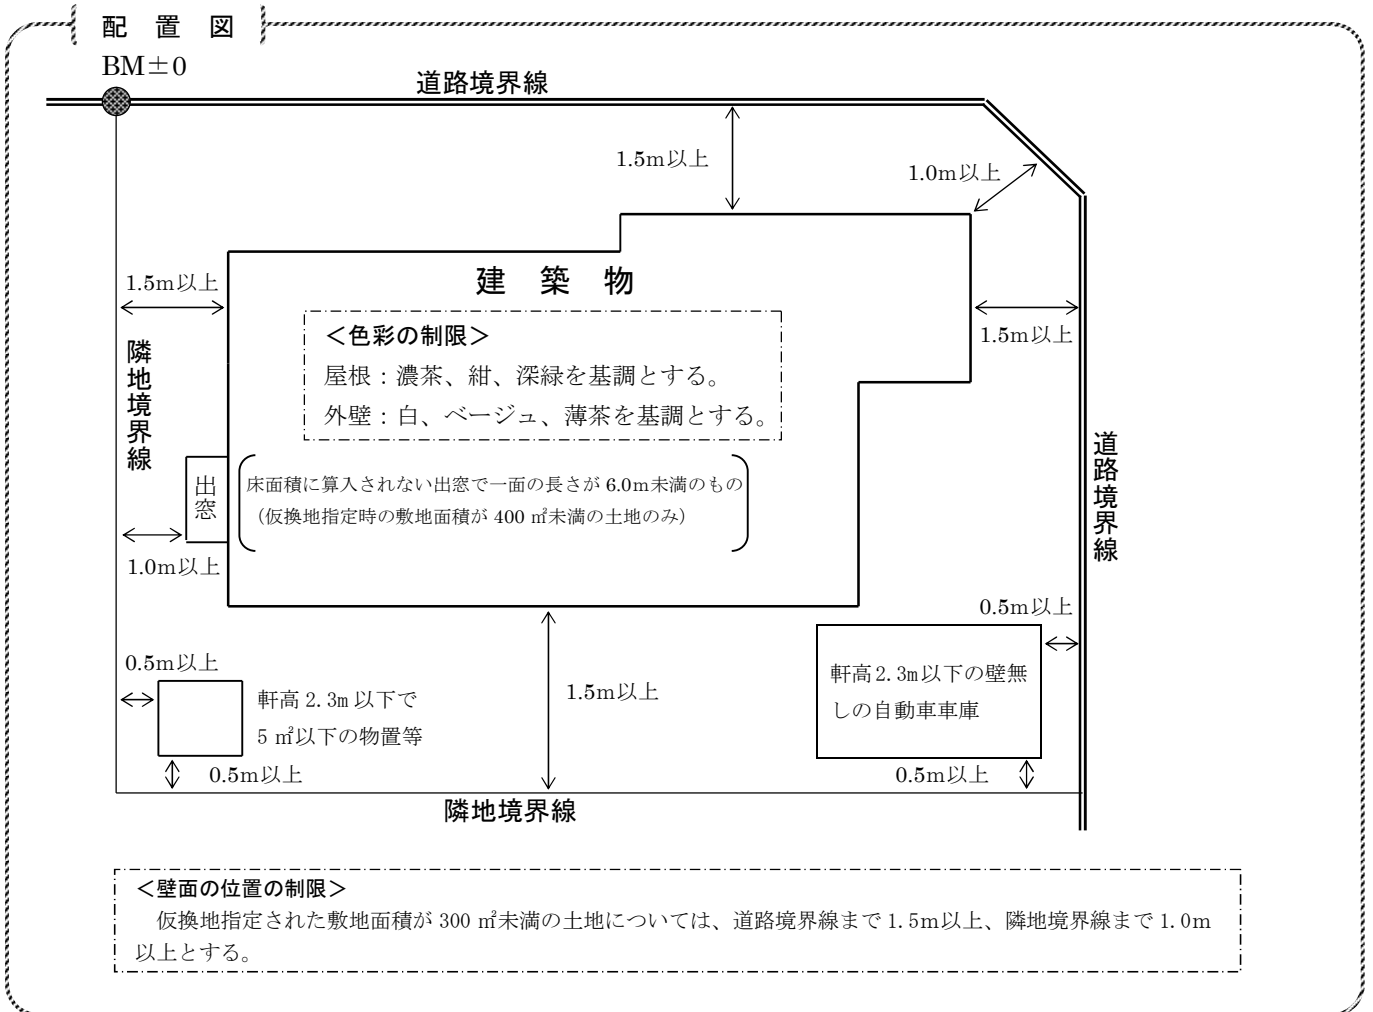 配 置 図
BM±0
道路境界線
1.5m以上
1.0m以上
1.5m以上
建 築 物
1.5m以上
隣地境界線
＜色彩の制限＞
屋根：濃茶、紺、深緑を基調とする。
外壁：白、ベージュ、薄茶を基調とする。
道路境界線
出窓
床面積に算入されない出窓で一面の長さが 6.0m未満のもの
（仮換地指定時の敷地面積が 400 ㎡未満の土地のみ）
1.0m以上
0.5m以上
0.5m以上
軒高 2.3m 以下で
5 ㎡以下の物置等
0.5m以上
1.5m以上
軒高2.3m以下の壁無
しの自動車車庫
0.5m以上
隣地境界線
＜壁面の位置の制限＞
仮換地指定された敷地面積が 300 ㎡未満の土地については、道路境界線まで 1.5m以上、隣地境界線まで 1.0m
以上とする。